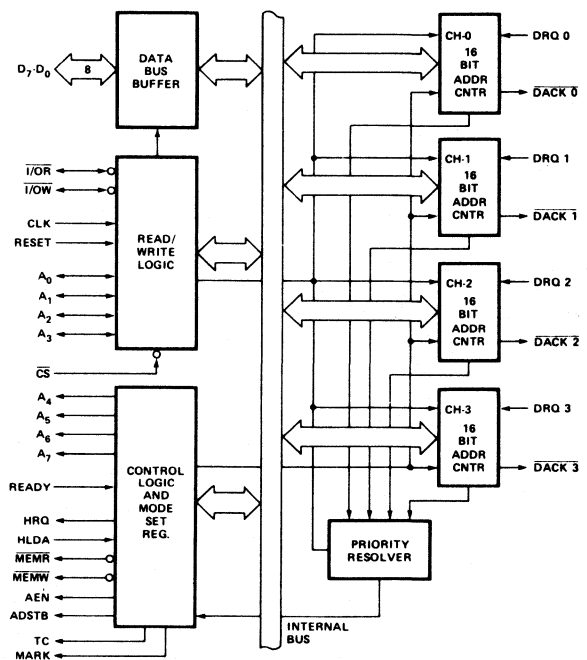 D7-D0
8
DATA
BUS
BUFFER
I/OR
I/OW
CLK
RESET
A0
A1
A2
A3
READ/
WRITE
LOGIC
CS
A4
A5
A6
A7
READY
HRQ
HLDA
MEMR
MEMW
AEN
ADSTB
TC
MARK
CONTROL
LOGIC
AND
MODE
SET
REG.
CH-0
16
BIT
ADDR
CNTR
DRQ 0
DACK 0
CH-1
16
BIT
ADDR
CNTR
DRQ 1
DACK 1
CH-2
16
BIT
ADDR
CNTR
DRQ 2
DACK 2
CH-3
16
BIT
ADDR
CNTR
DRQ 3
DACK 3
PRIORITY
RESOLVER
INTERNAL
BUS